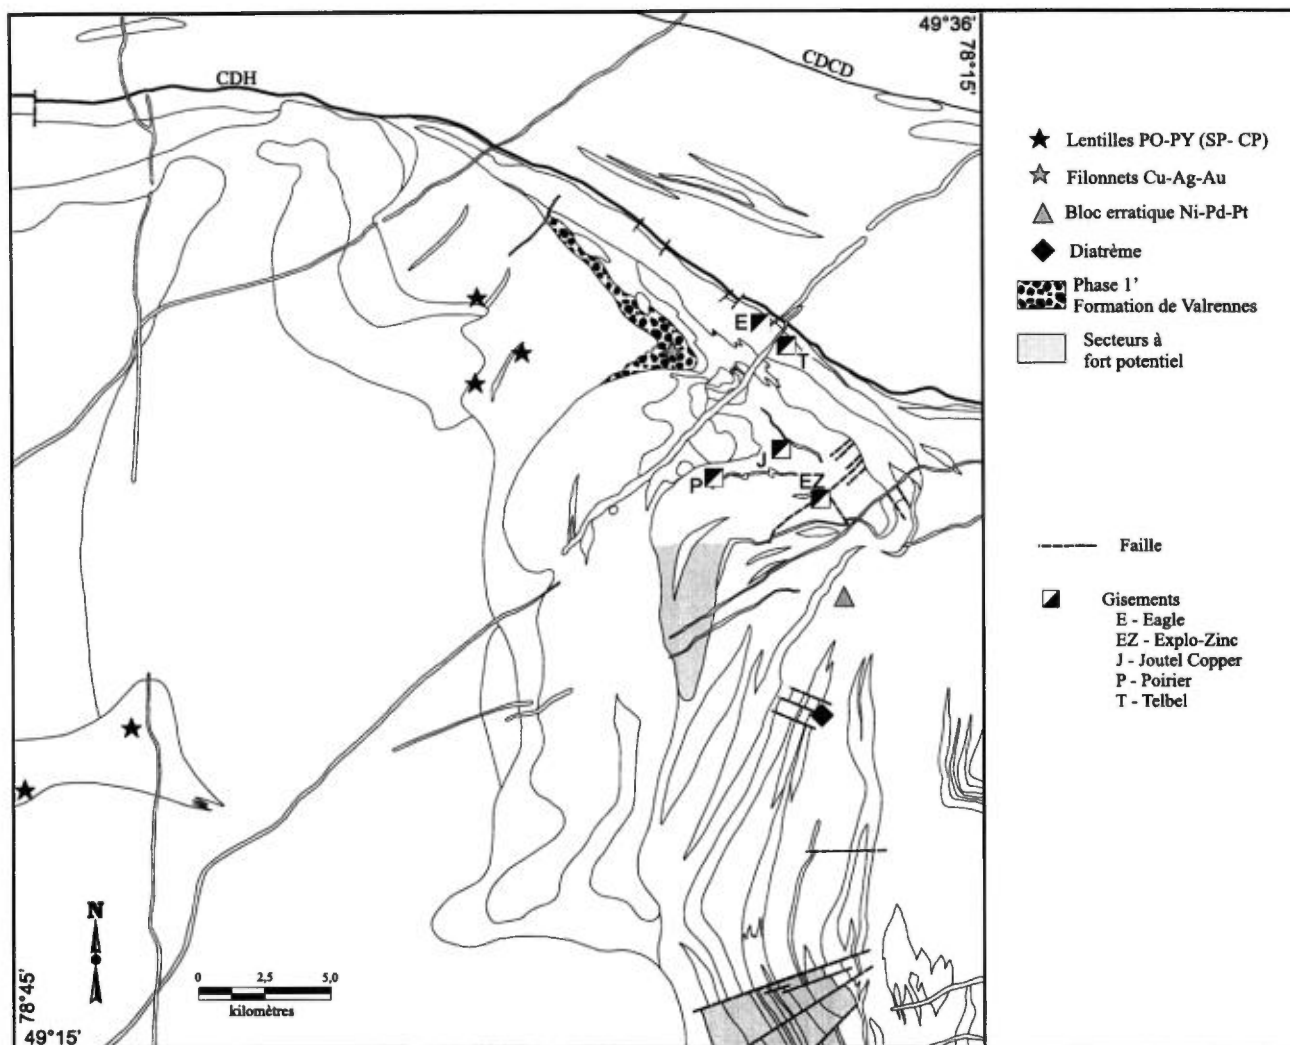 49°36'
78°15'
CDCD
CDH
E
T
J
P
EZ
N
0 2,5 5,0
kilomètres
78°45'
49°15'
Lentilles PO-PY (SP- CP)
Filonnets Cu-Ag-Au
Bloc erratique Ni-Pd-Pt
Diatrème
Phase 1'
Formation de Valrennes
Secteurs à
fort potentiel
Faille
Gisements
E - Eagle
EZ - Explo-Zinc
J - Joutel Copper
P - Poirier
T - Telbel